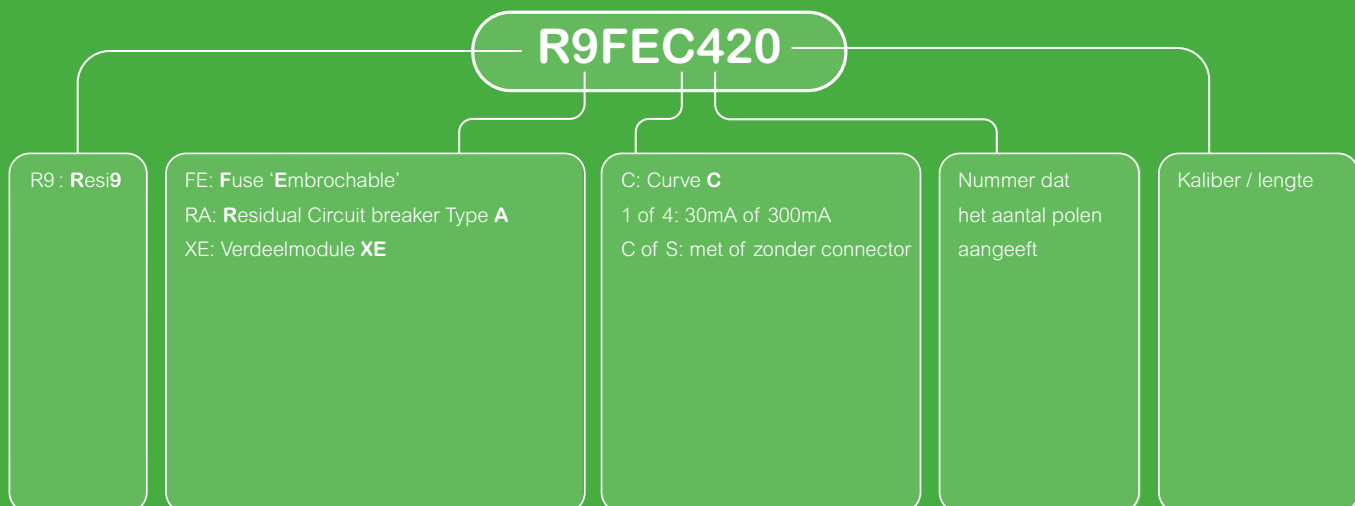 R9FEC420
R9 : Resi9
FE: Fuse ‘Embrochable’
RA: Residual Circuit breaker Type A
XE: Verdeelmodule XE
C: Curve C
1 of 4: 30mA of 300mA
C of S: met of zonder connector
Nummer dat
het aantal polen
aangeeft
Kaliber / lengte